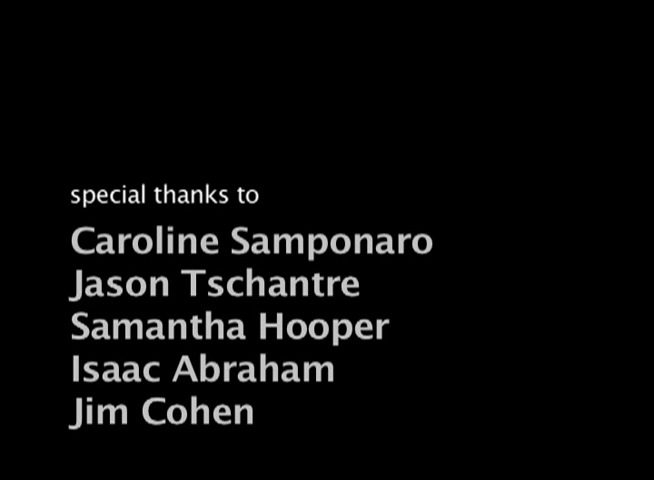 special thanks to
Caroline Samponaro
Jason Tschantre
Samantha Hooper
Isaac Abraham
Jim Cohen